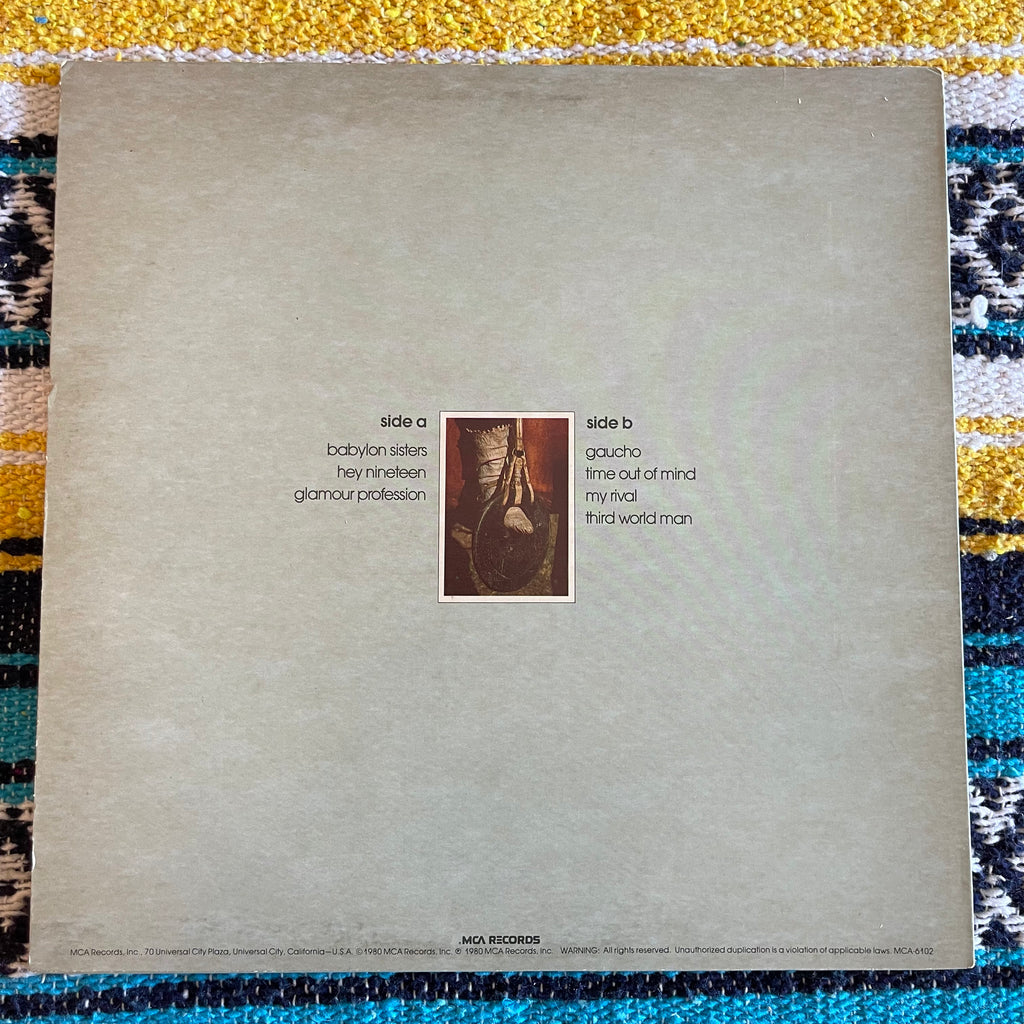 side a
babylon sisters
hey nineteen
glamour profession
side b
gaucho
time out of mind
my rival
third world man
MCA RECORDS
MCA Records, Inc., 70 Universal City Plaza, Universal City, California—U.S.A. ©1980 MCA Records, Inc. ℗ 1980 MCA Records, Inc. WARNING: All rights reserved. Unauthorized duplication is a violation of applicable laws. MCA-6102